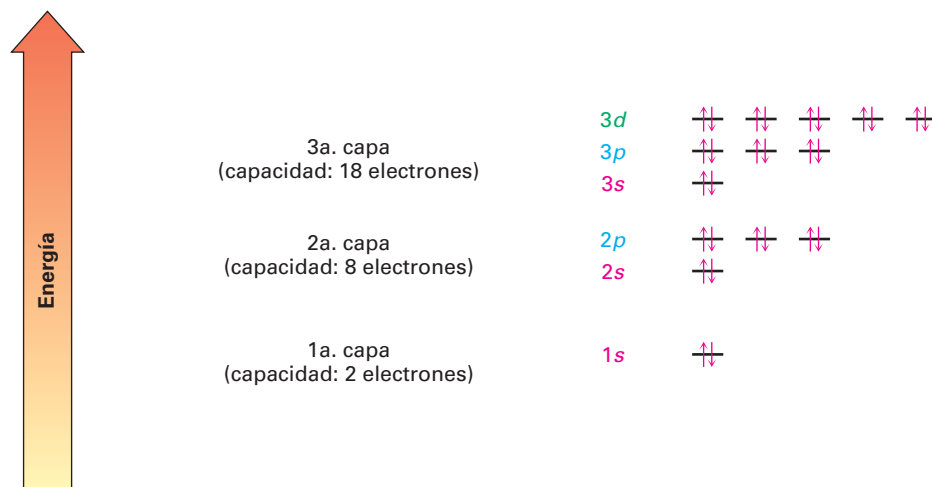 3d
3a. capa
(capacidad: 18 electrones)
3p
3s
2a. capa
(capacidad: 8 electrones)
2p
2s
1a. capa
(capacidad: 2 electrones)
1s
Energía